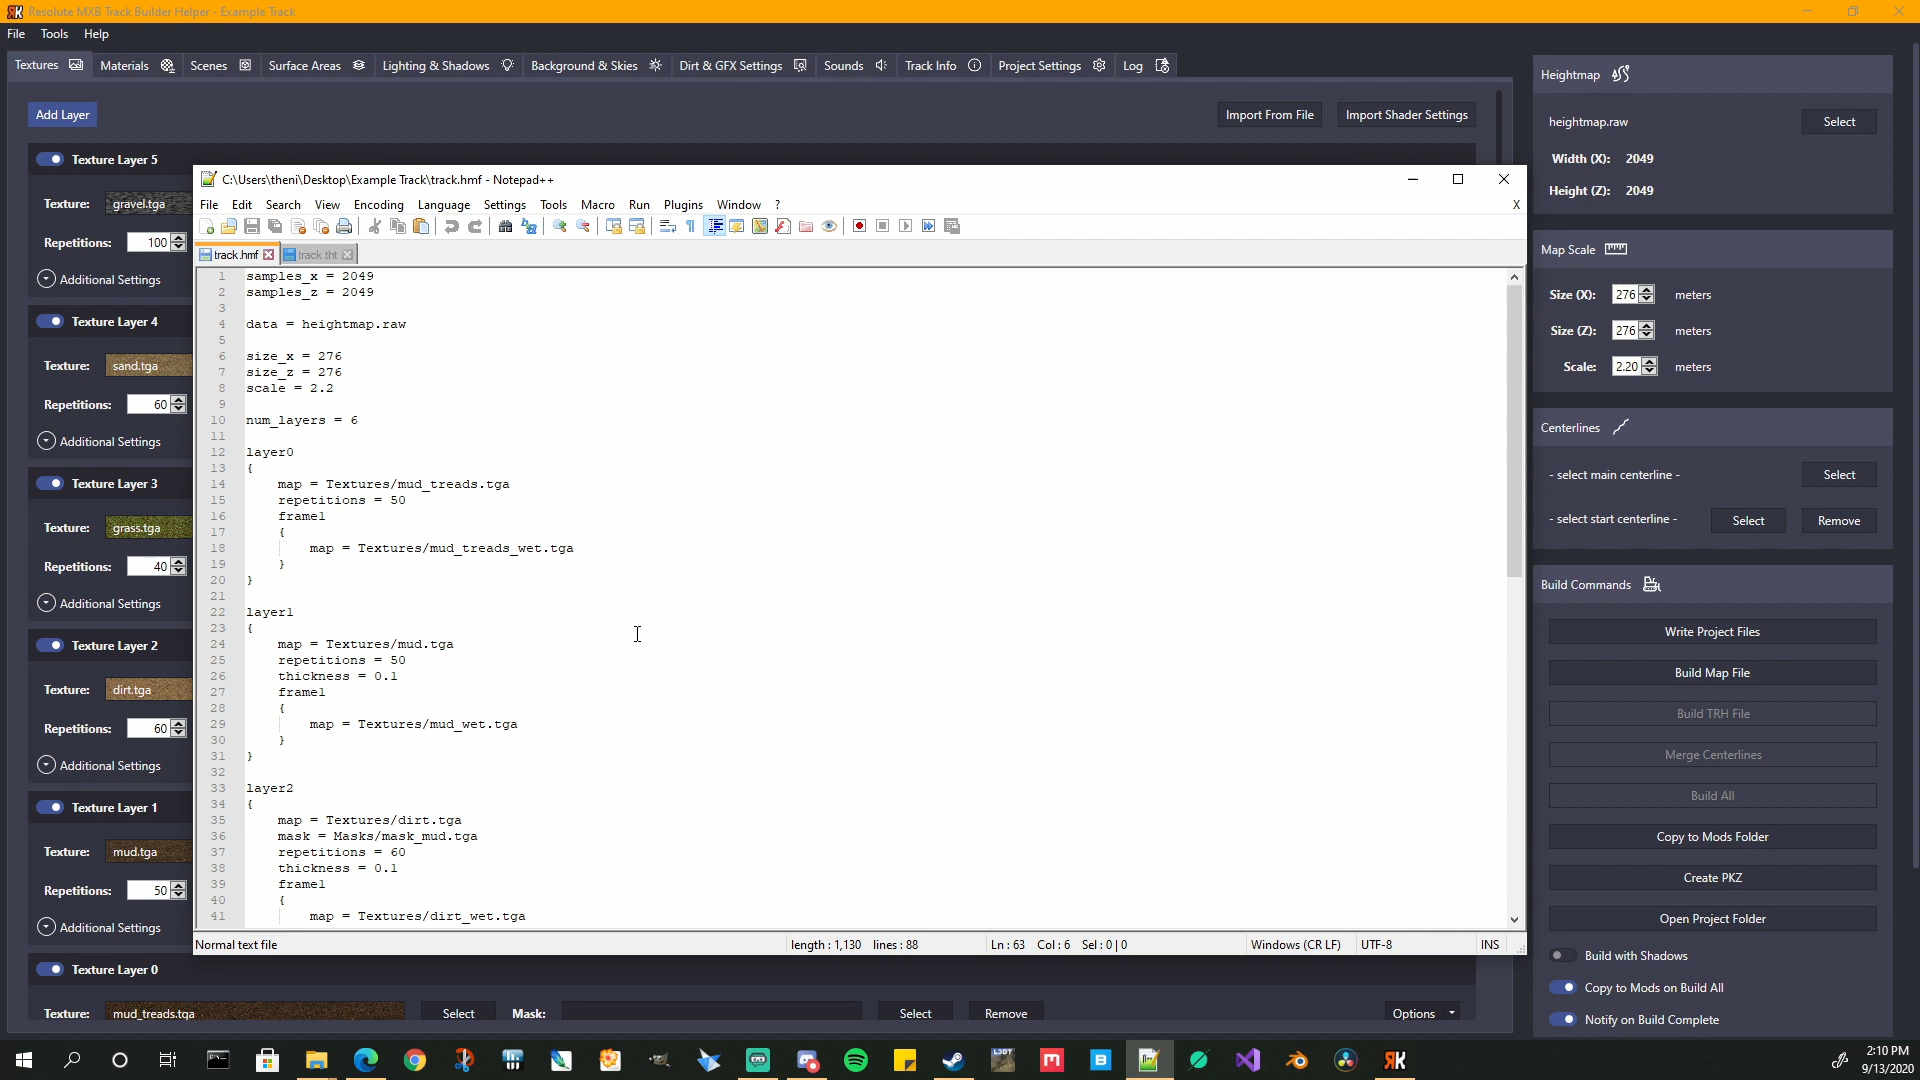 Resolute MXB Track Builder Helper - Example Track
File Tools Help
Textures Materials Scenes Surface Areas Lighting & Shadows Background & Skies Dirt & GFX Settings Sounds Track Info Project Settings Log
Add Layer Import From File Import Shader Settings
Texture Layer 5
Texture: gravel.tga
Repetitions: 100
Additional Settings
Texture Layer 4
Texture: sand.tga
Repetitions: 60
Additional Settings
Texture Layer 3
Texture: grass.tga
Repetitions: 40
Additional Settings
Texture Layer 2
Texture: dirt.tga
Repetitions: 60
Additional Settings
Texture Layer 1
Texture: mud.tga
Repetitions: 50
Additional Settings
Texture Layer 0
Texture: mud_treads.tga Select Mask: Select Remove Options
C:\Users\theni\Desktop\Example Track\track.hmf - Notepad++
File Edit Search View Encoding Language Settings Tools Macro Run Plugins Window ? X
track.hmf track.tht
1 samples_x = 2049
2 samples_z = 2049
3
4 data = heightmap.raw
5
6 size_x = 276
7 size_z = 276
8 scale = 2.2
9
10 num_layers = 6
11
12 layer0
13 {
14 map = Textures/mud_treads.tga
15 repetitions = 50
16 frame1
17 {
18 map = Textures/mud_treads_wet.tga
19 }
20 }
21
22 layer1
23 {
24 map = Textures/mud.tga
25 repetitions = 50
26 thickness = 0.1
27 frame1
28 {
29 map = Textures/mud_wet.tga
30 }
31 }
32
33 layer2
34 {
35 map = Textures/dirt.tga
36 mask = Masks/mask_mud.tga
37 repetitions = 60
38 thickness = 0.1
39 frame1
40 {
41 map = Textures/dirt_wet.tga
Normal text file length : 1,130 lines : 88 Ln : 63 Col : 6 Sel : 0 | 0 Windows (CR LF) UTF-8 INS
Heightmap
heightmap.raw Select
Width (X): 2049
Height (Z): 2049
Map Scale
Size (X): 276 meters
Size (Z): 276 meters
Scale: 2.20 meters
Centerlines
- select main centerline - Select
- select start centerline - Select Remove
Build Commands
Write Project Files
Build Map File
Build TRH File
Merge Centerlines
Build All
Copy to Mods Folder
Create PKZ
Open Project Folder
Build with Shadows
Copy to Mods on Build All
Notify on Build Complete
L3DT
2:10 PM
9/13/2020